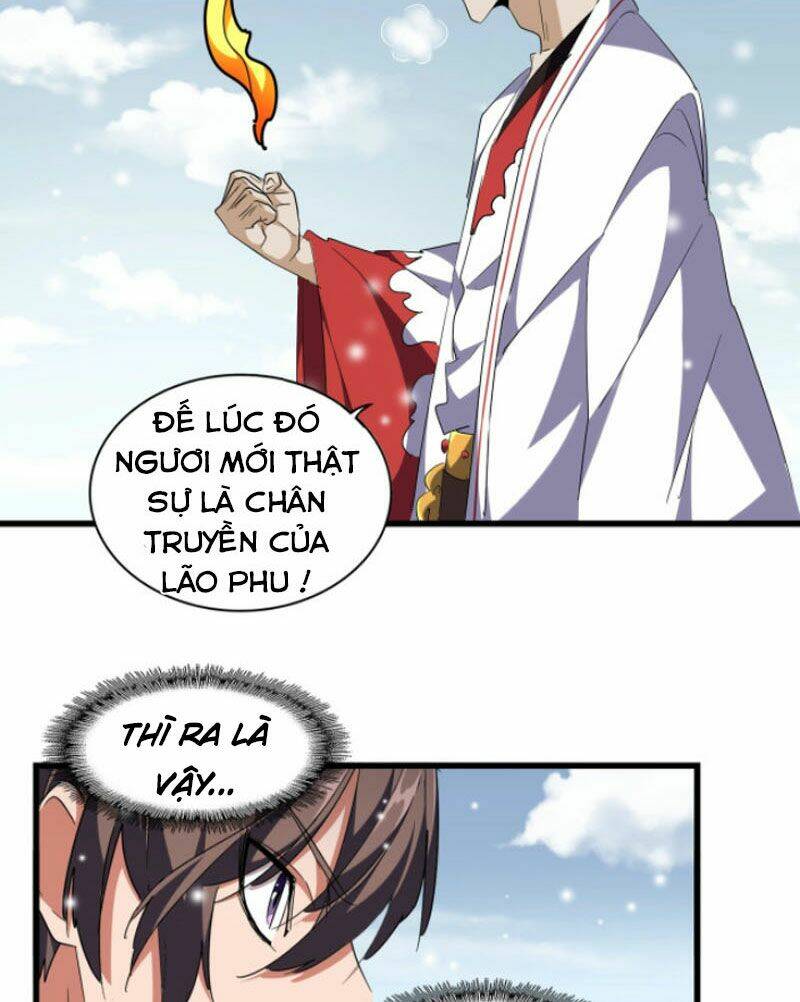 ĐẾ LÚC ĐÓ
NGƯƠI MỚI THẬT
SỰ LÀ CHÂN
TRUYỀN CỦA
LÃO PHU !
THÌ RA LÀ
VẬY...